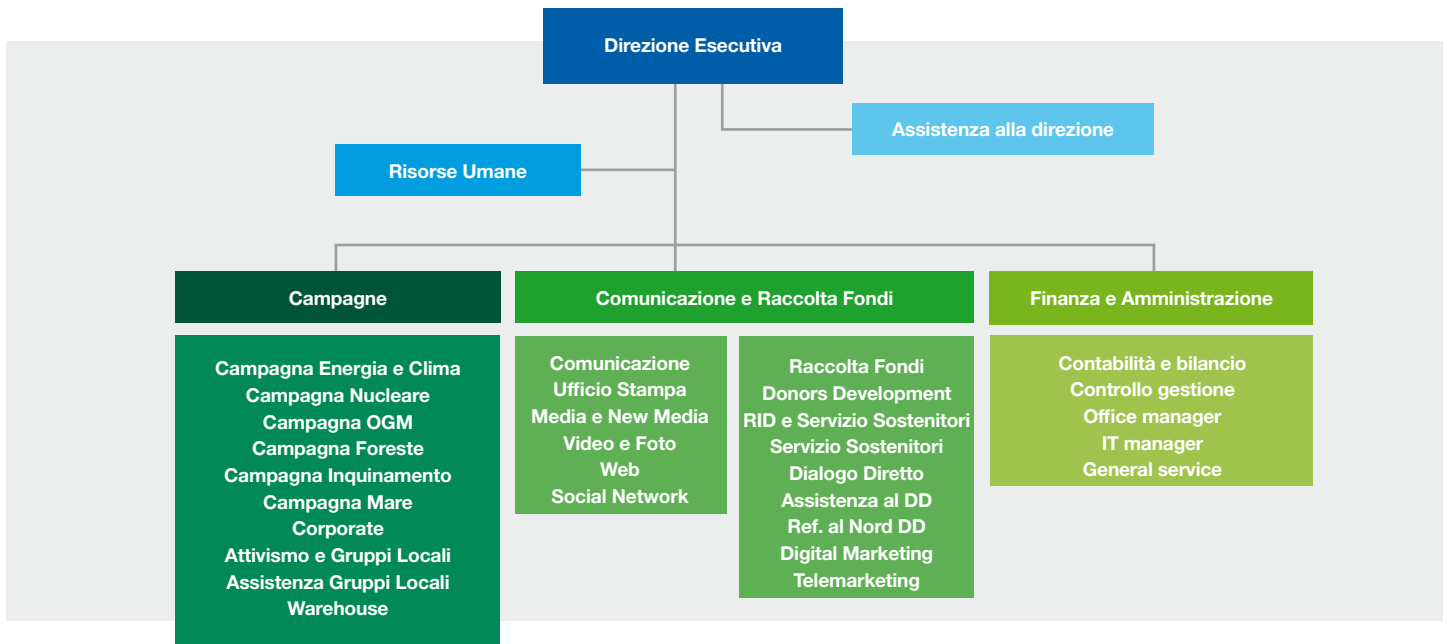 Direzione Esecutiva
Assistenza alla direzione
Risorse Umane
Campagne
Campagna Energia e Clima
Campagna Nucleare
Campagna OGM
Campagna Foreste
Campagna Inquinamento
Campagna Mare
Corporate
Attivismo e Gruppi Locali
Assistenza Gruppi Locali
Warehouse
Comunicazione e Raccolta Fondi
Comunicazione
Ufficio Stampa
Media e New Media
Video e Foto
Web
Social Network
Raccolta Fondi
Donors Development
RID e Servizio Sostenitori
Servizio Sostenitori
Dialogo Diretto
Assistenza al DD
Ref. al Nord DD
Digital Marketing
Telemarketing
Finanza e Amministrazione
Contabilità e bilancio
Controllo gestione
Office manager
IT manager
General service